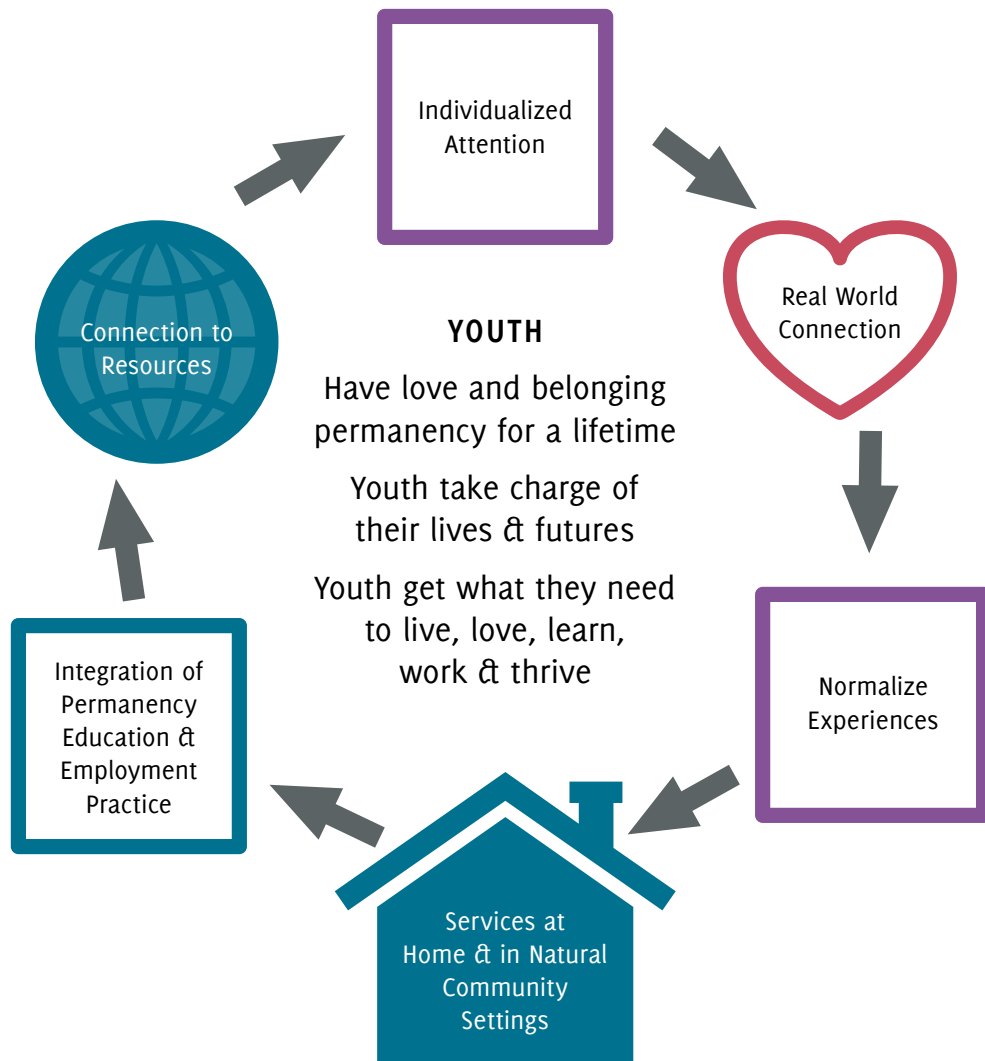 Individualized
Attention
Real World
Connection
Connection to
Resources
YOUTH
Have love and belonging
permanency for a lifetime
Youth take charge of
their lives & futures
Youth get what they need
to live, love, learn,
work & thrive
Normalize
Experiences
Integration of
Permanency
Education &
Employment
Practice
Services at
Home & in Natural
Community
Settings